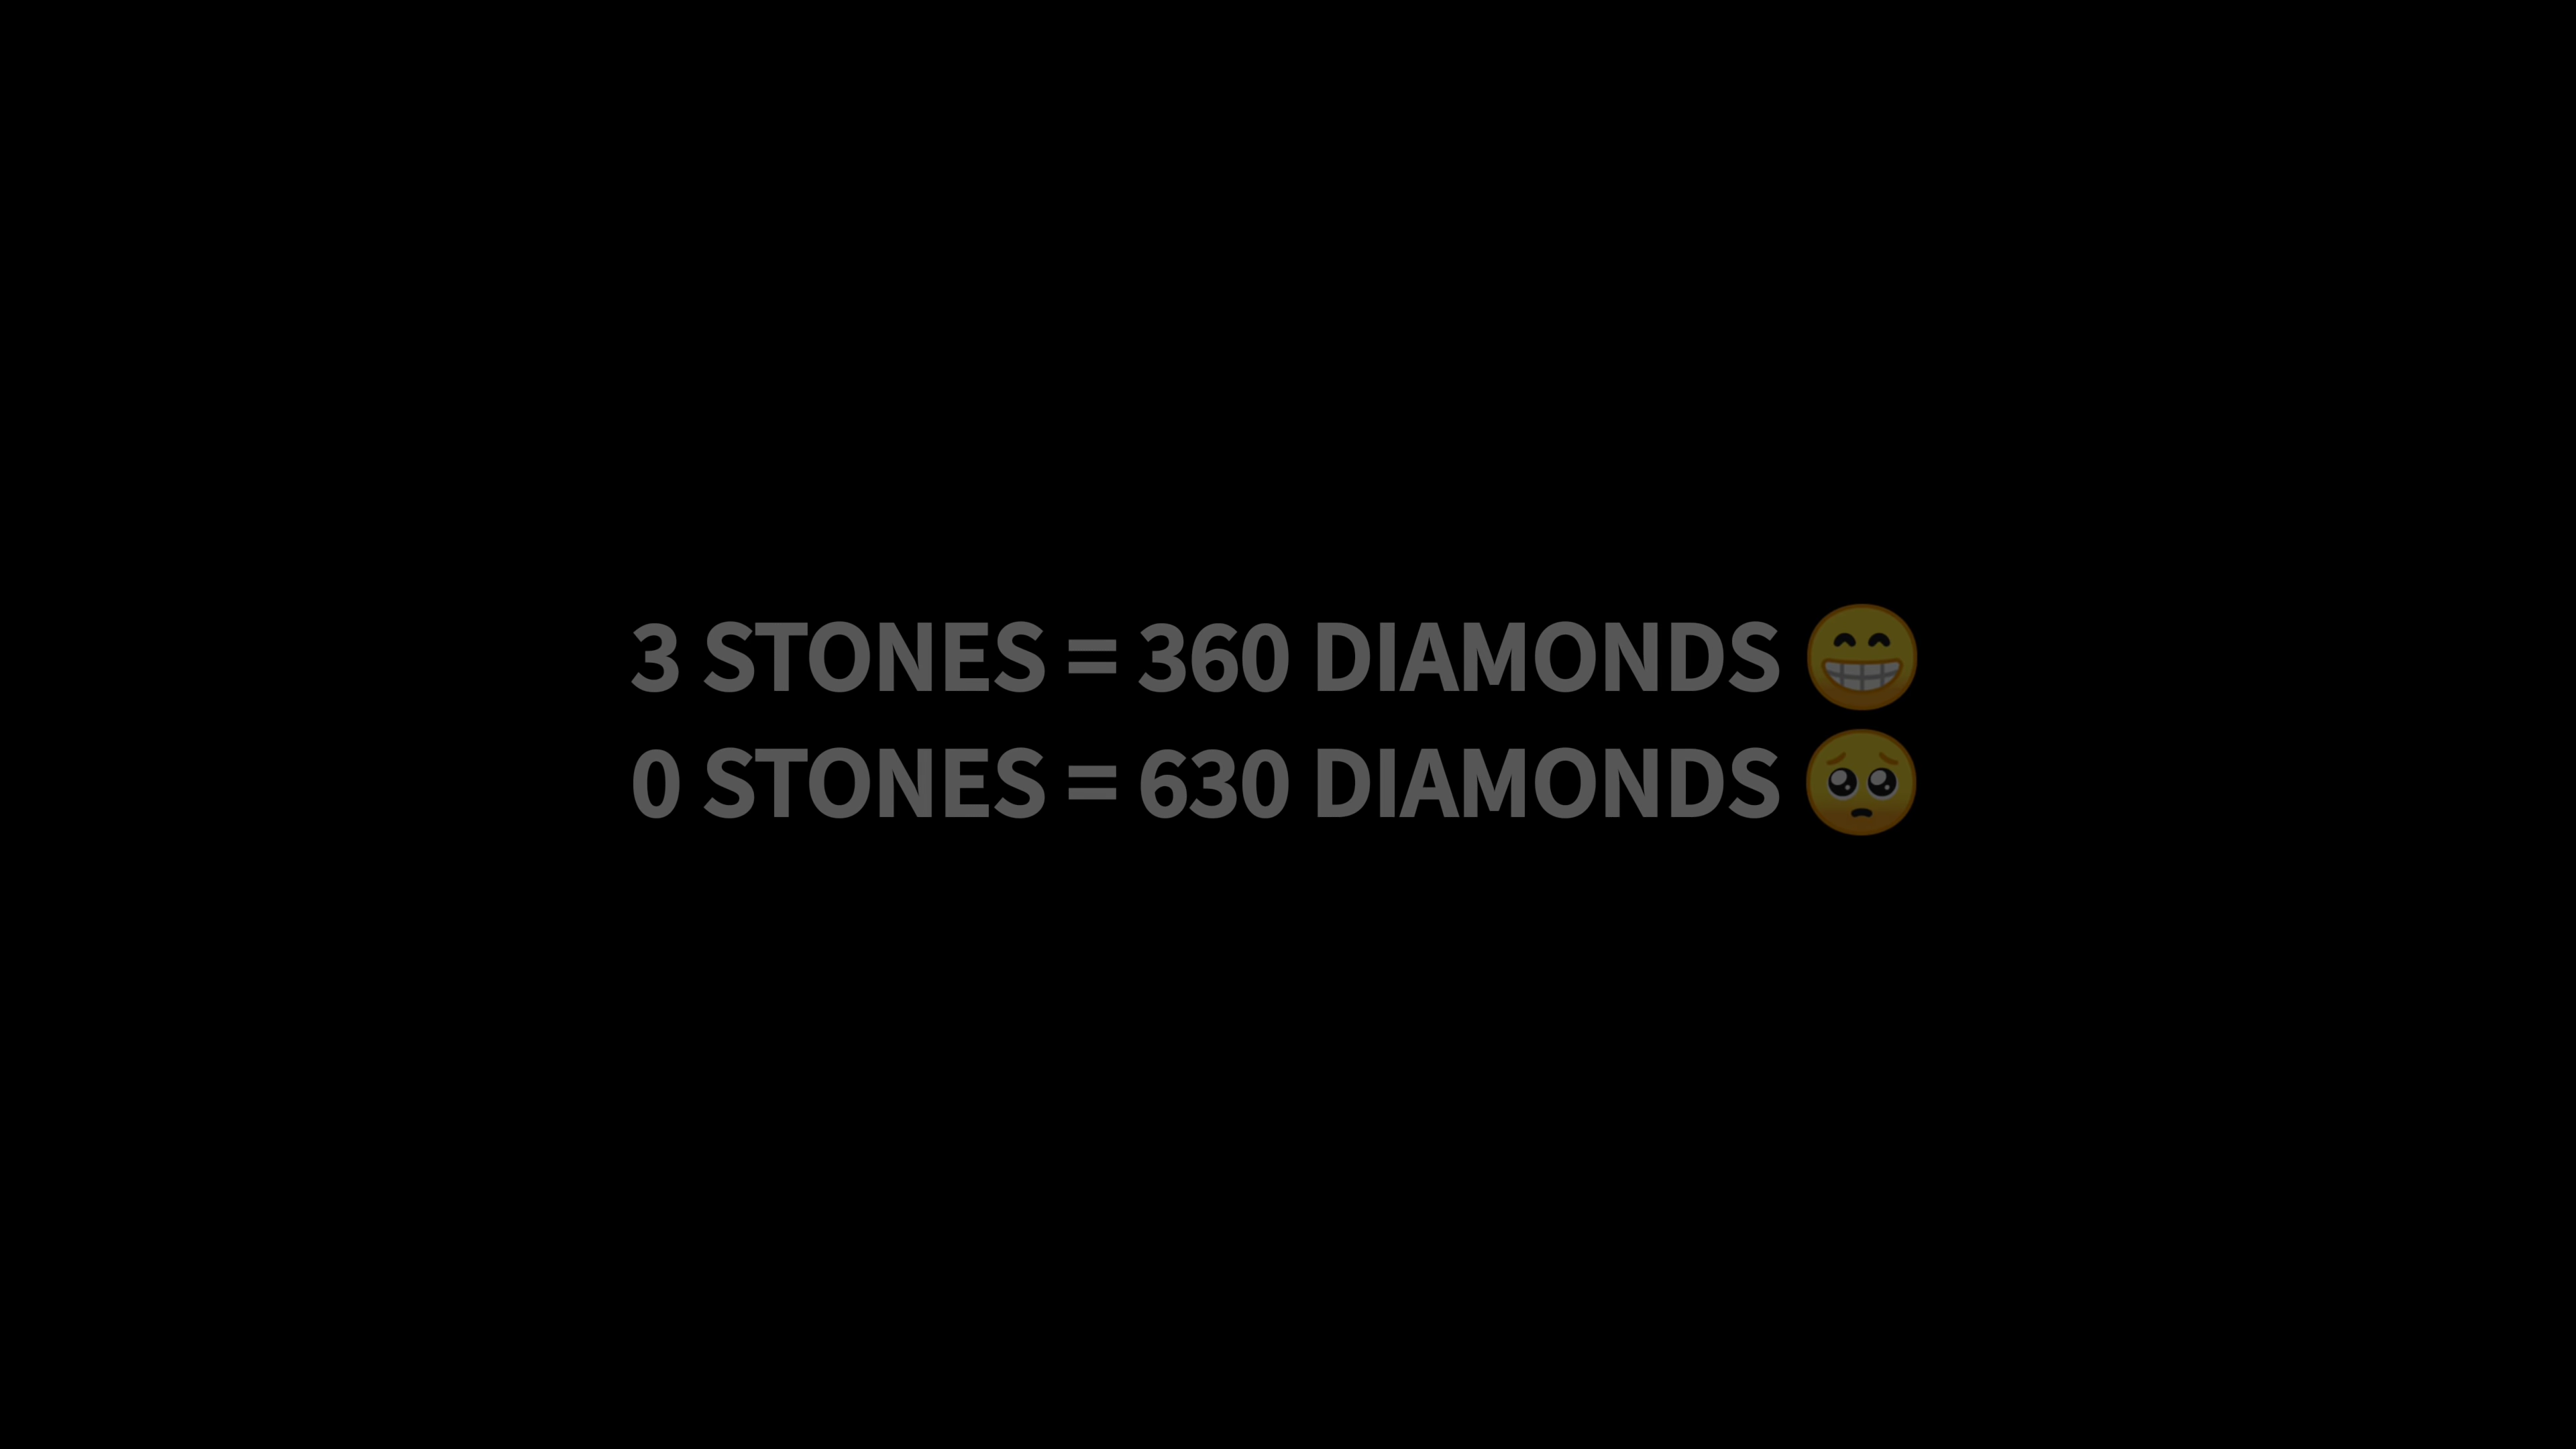 3 STONES = 360 DIAMONDS 😁
0 STONES = 630 DIAMONDS 🥺